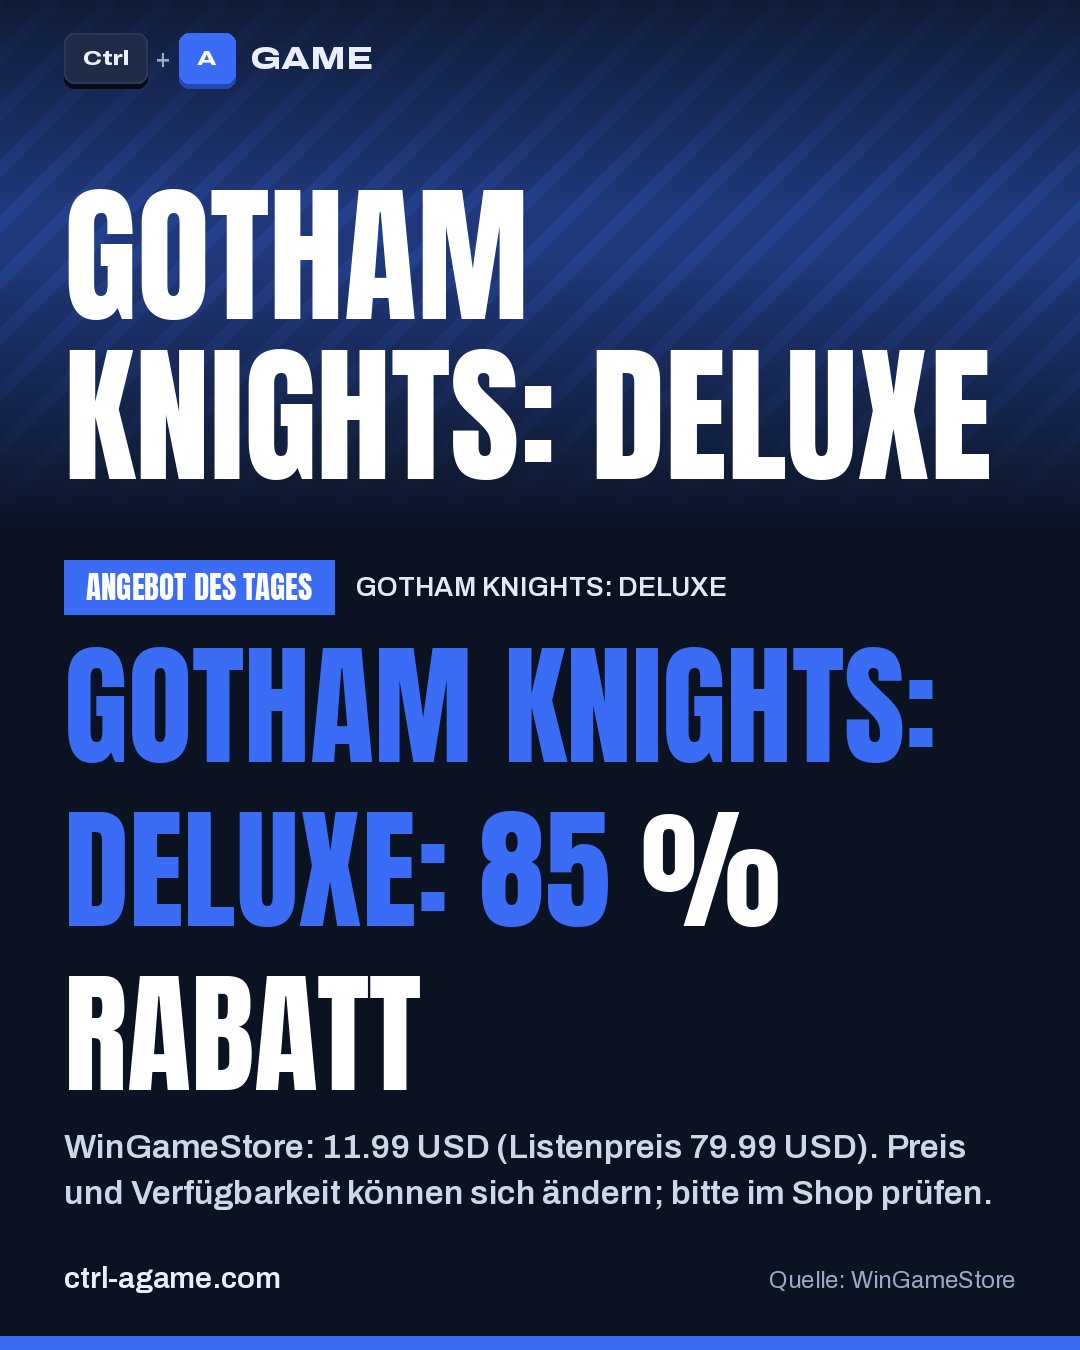 Ctrl + A GAME
GOTHAM
KNIGHTS: DELUXE
ANGEBOT DES TAGES GOTHAM KNIGHTS: DELUXE
GOTHAM KNIGHTS:
DELUXE: 85 %
RABATT
WinGameStore: 11.99 USD (Listenpreis 79.99 USD). Preis
und Verfügbarkeit können sich ändern; bitte im Shop prüfen.
ctrl-agame.com Quelle: WinGameStore